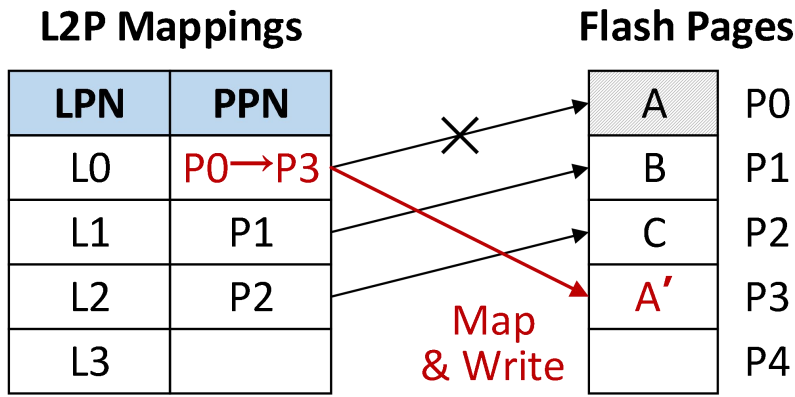 L2P Mappings
Flash Pages
LPN PPN
A P0
L0 P0→P3
B P1
L1 P1
C P2
L2 P2
A′ P3
Map
& Write
L3
P4